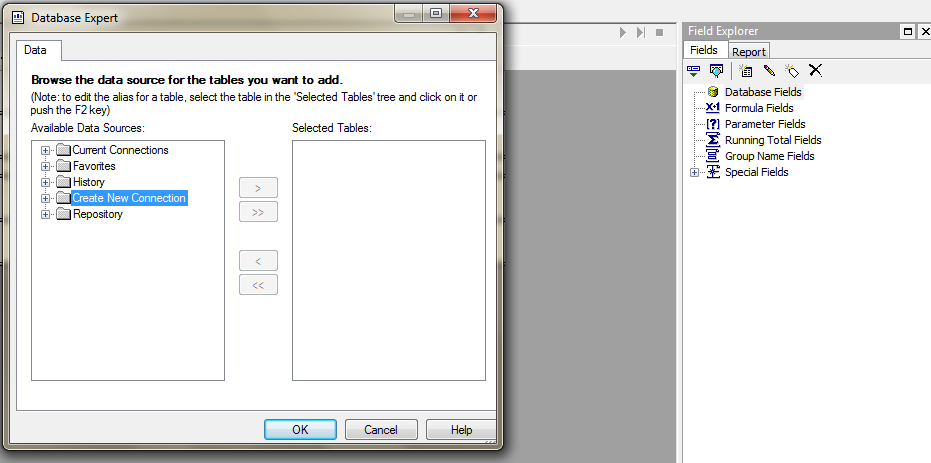 Database Expert
Data
Browse the data source for the tables you want to add.
(Note: to edit the alias for a table, select the table in the 'Selected Tables' tree and click on it or
push the F2 key)
Available Data Sources:
Selected Tables:
Current Connections
Favorites
History
Create New Connection
Repository
>
>>
<
<<
OK
Cancel
Help
Field Explorer
Fields
Report
Database Fields
Formula Fields
Parameter Fields
Running Total Fields
Group Name Fields
Special Fields